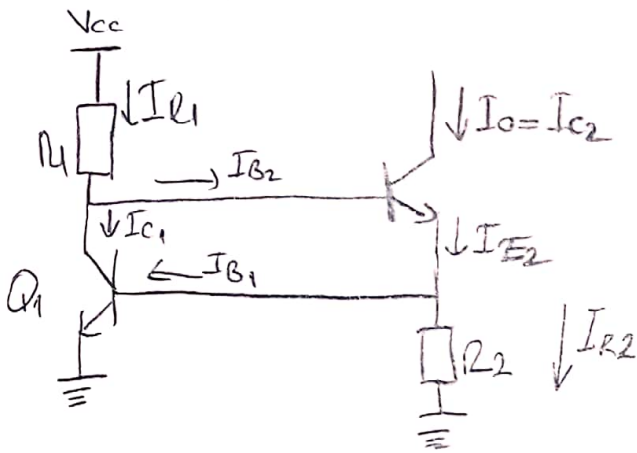 Vcc
↓IR1
R1
→ IB2
↓ Io=Ic2
↓ Ic1
← IB1
↓ IE2
Q1
R2
↓ IR2